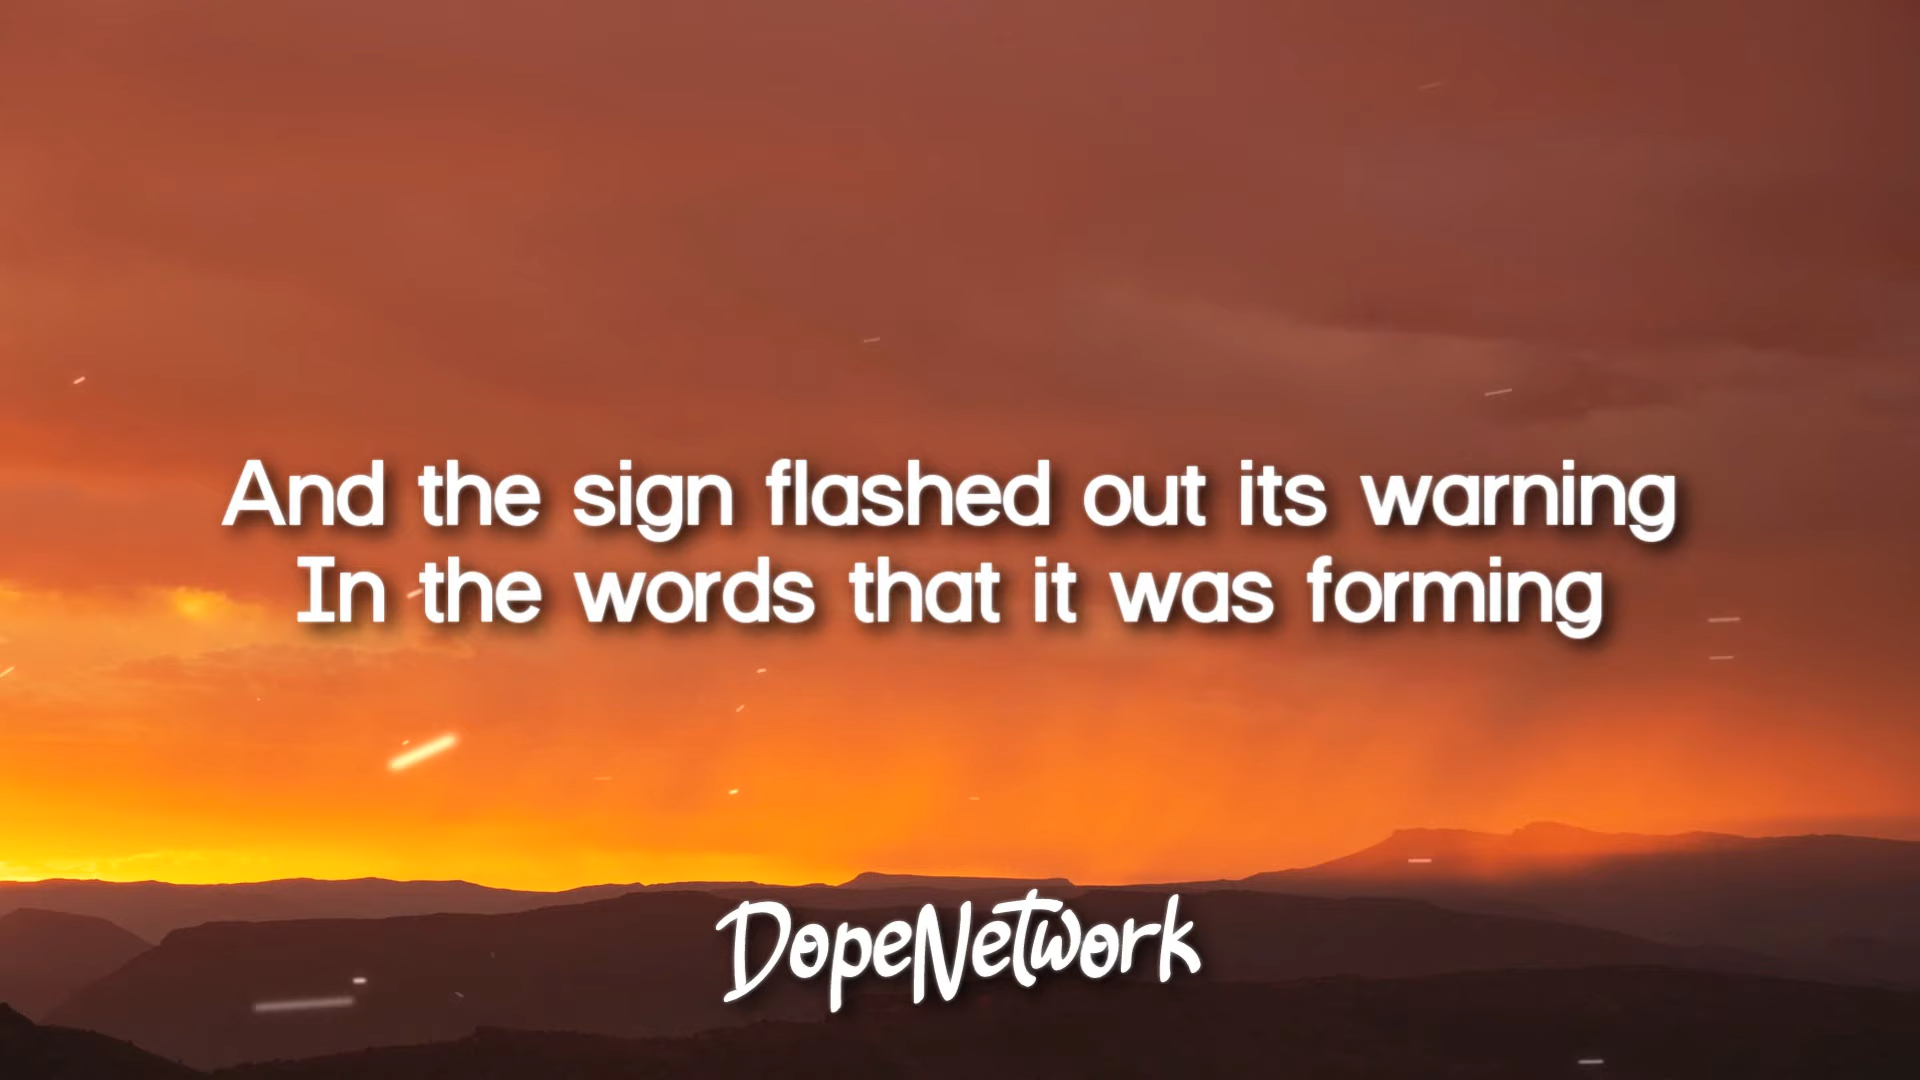 And the sign flashed out its warning
In the words that it was forming
DopeNetwork